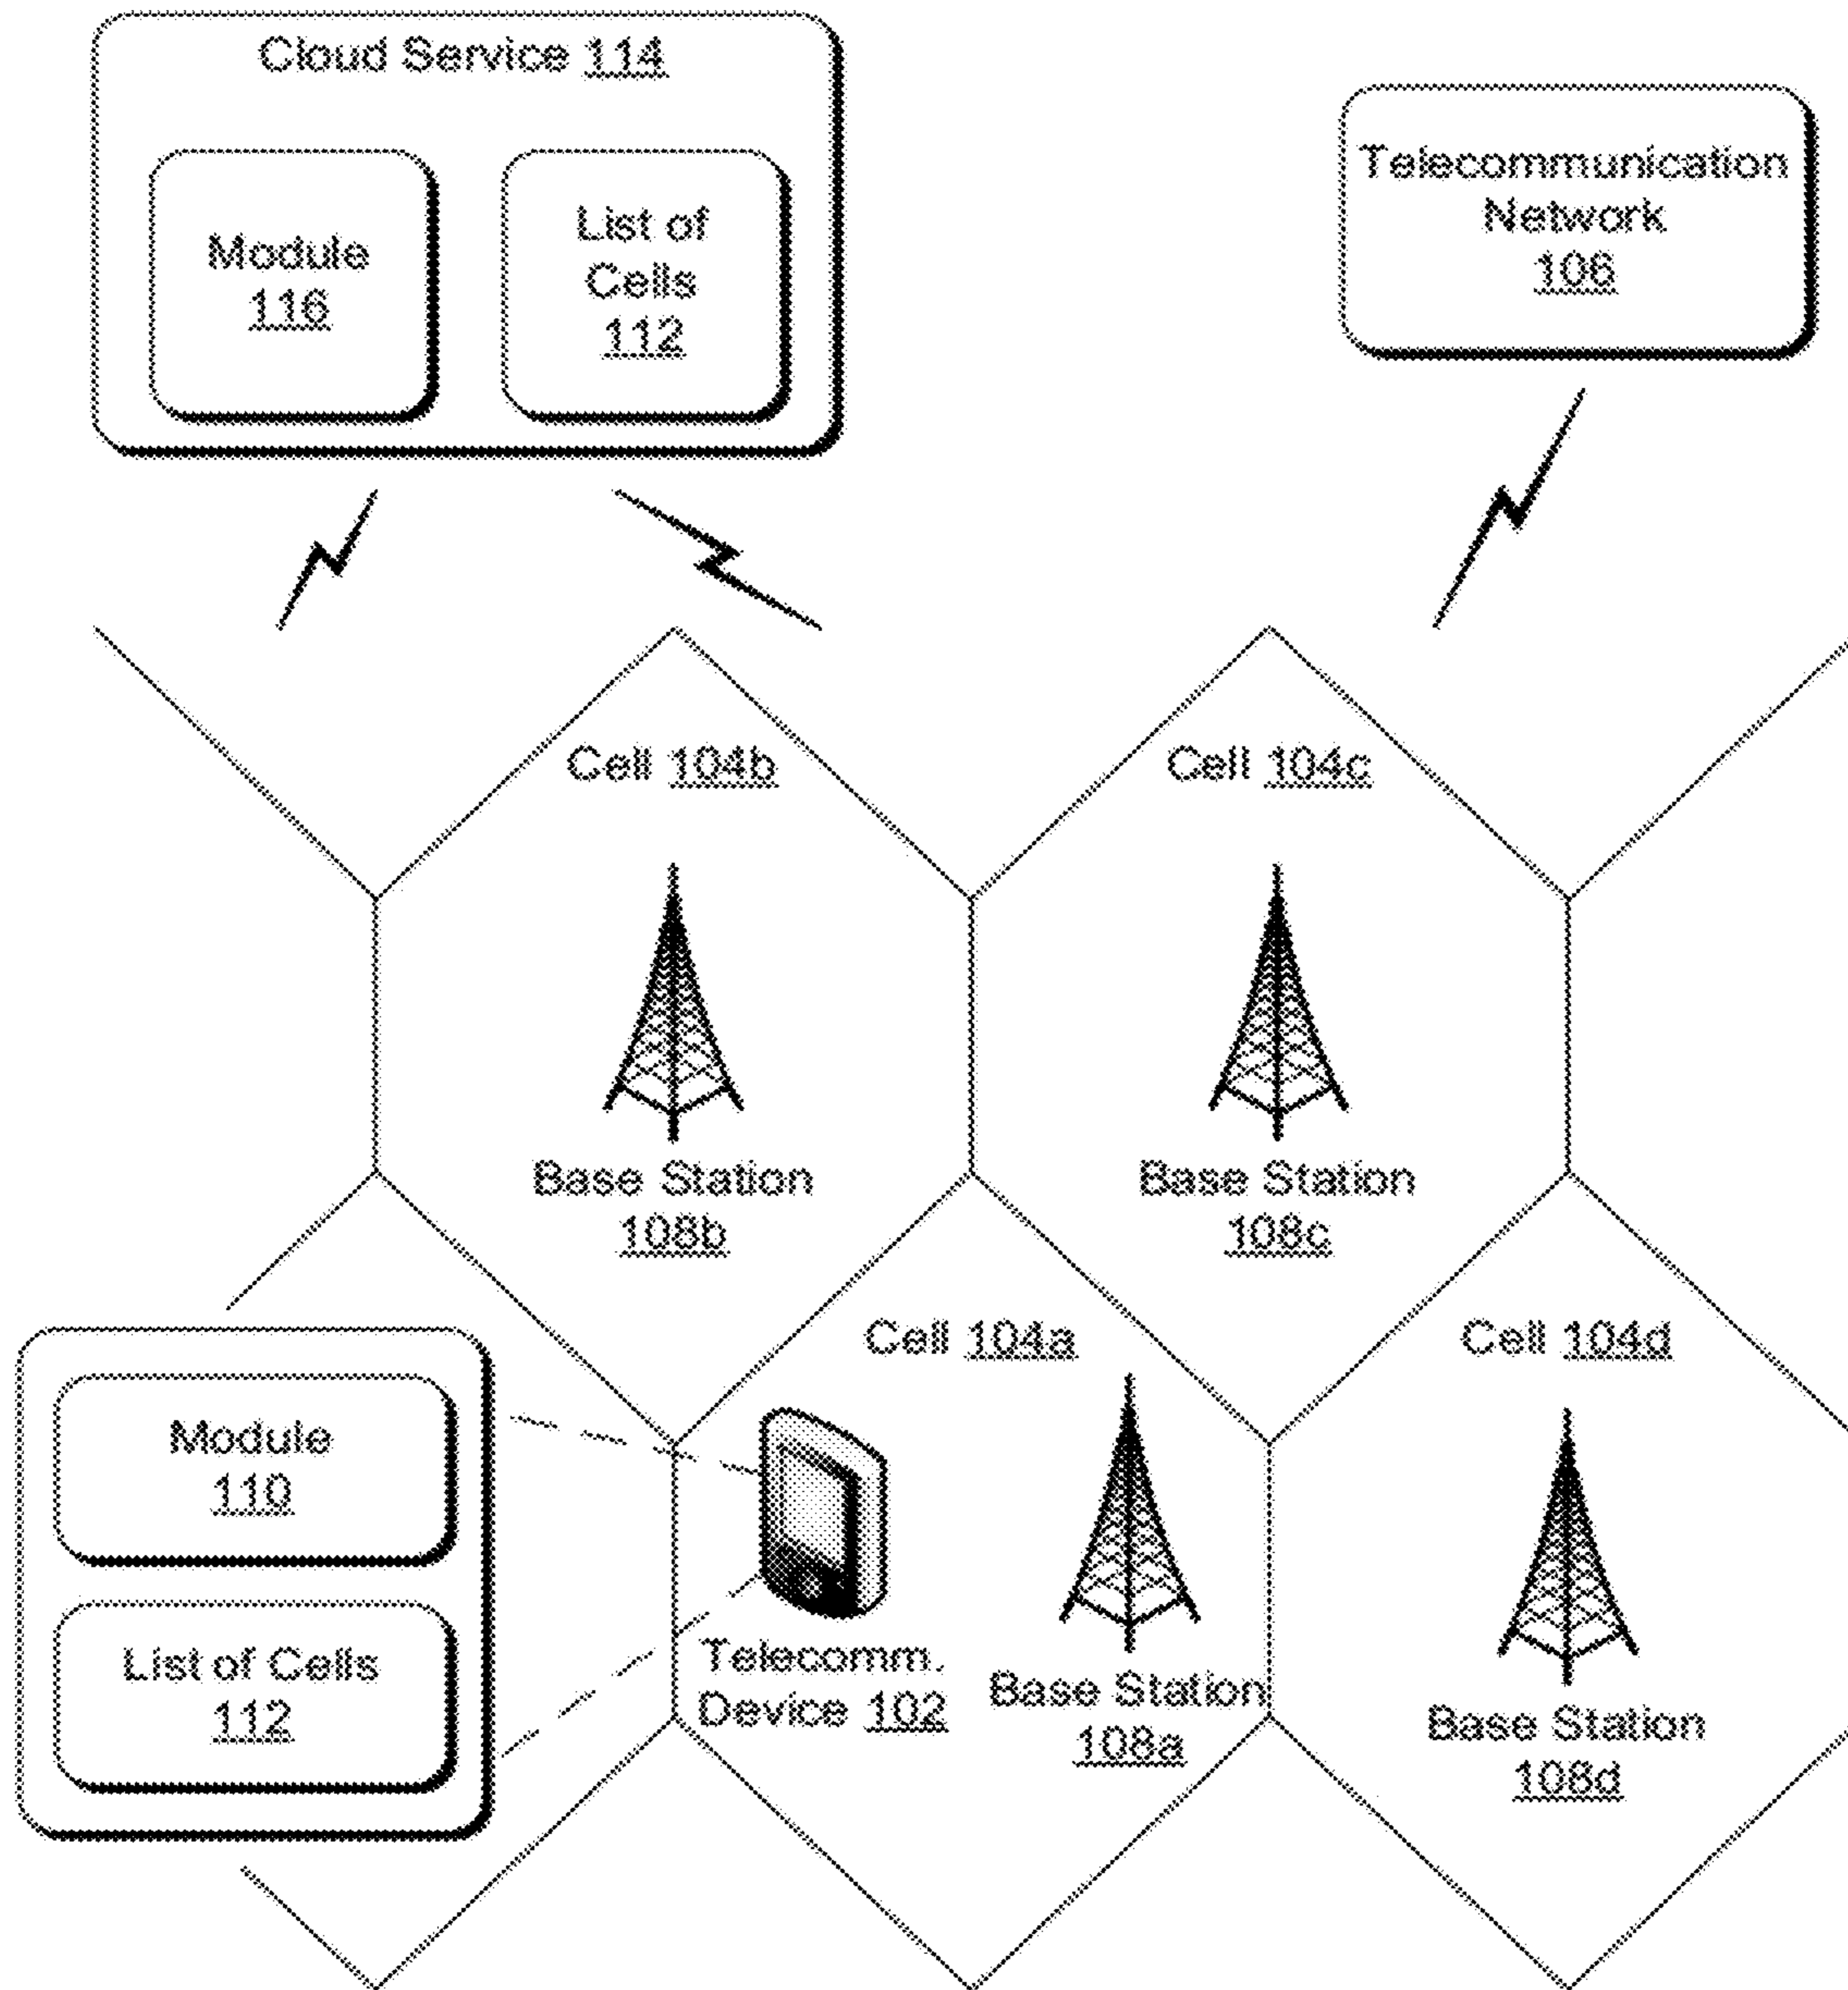 Cloud Service 114
Module
116
List of
Cells
112
Telecommunication
Network
106
Cell 104b
Cell 104c
Base Station
108b
Base Station
108c
Cell 104a
Cell 104d
Module
110
List of Cells
112
Telecomm.
Device 102
Base Station
108a
Base Station
108d